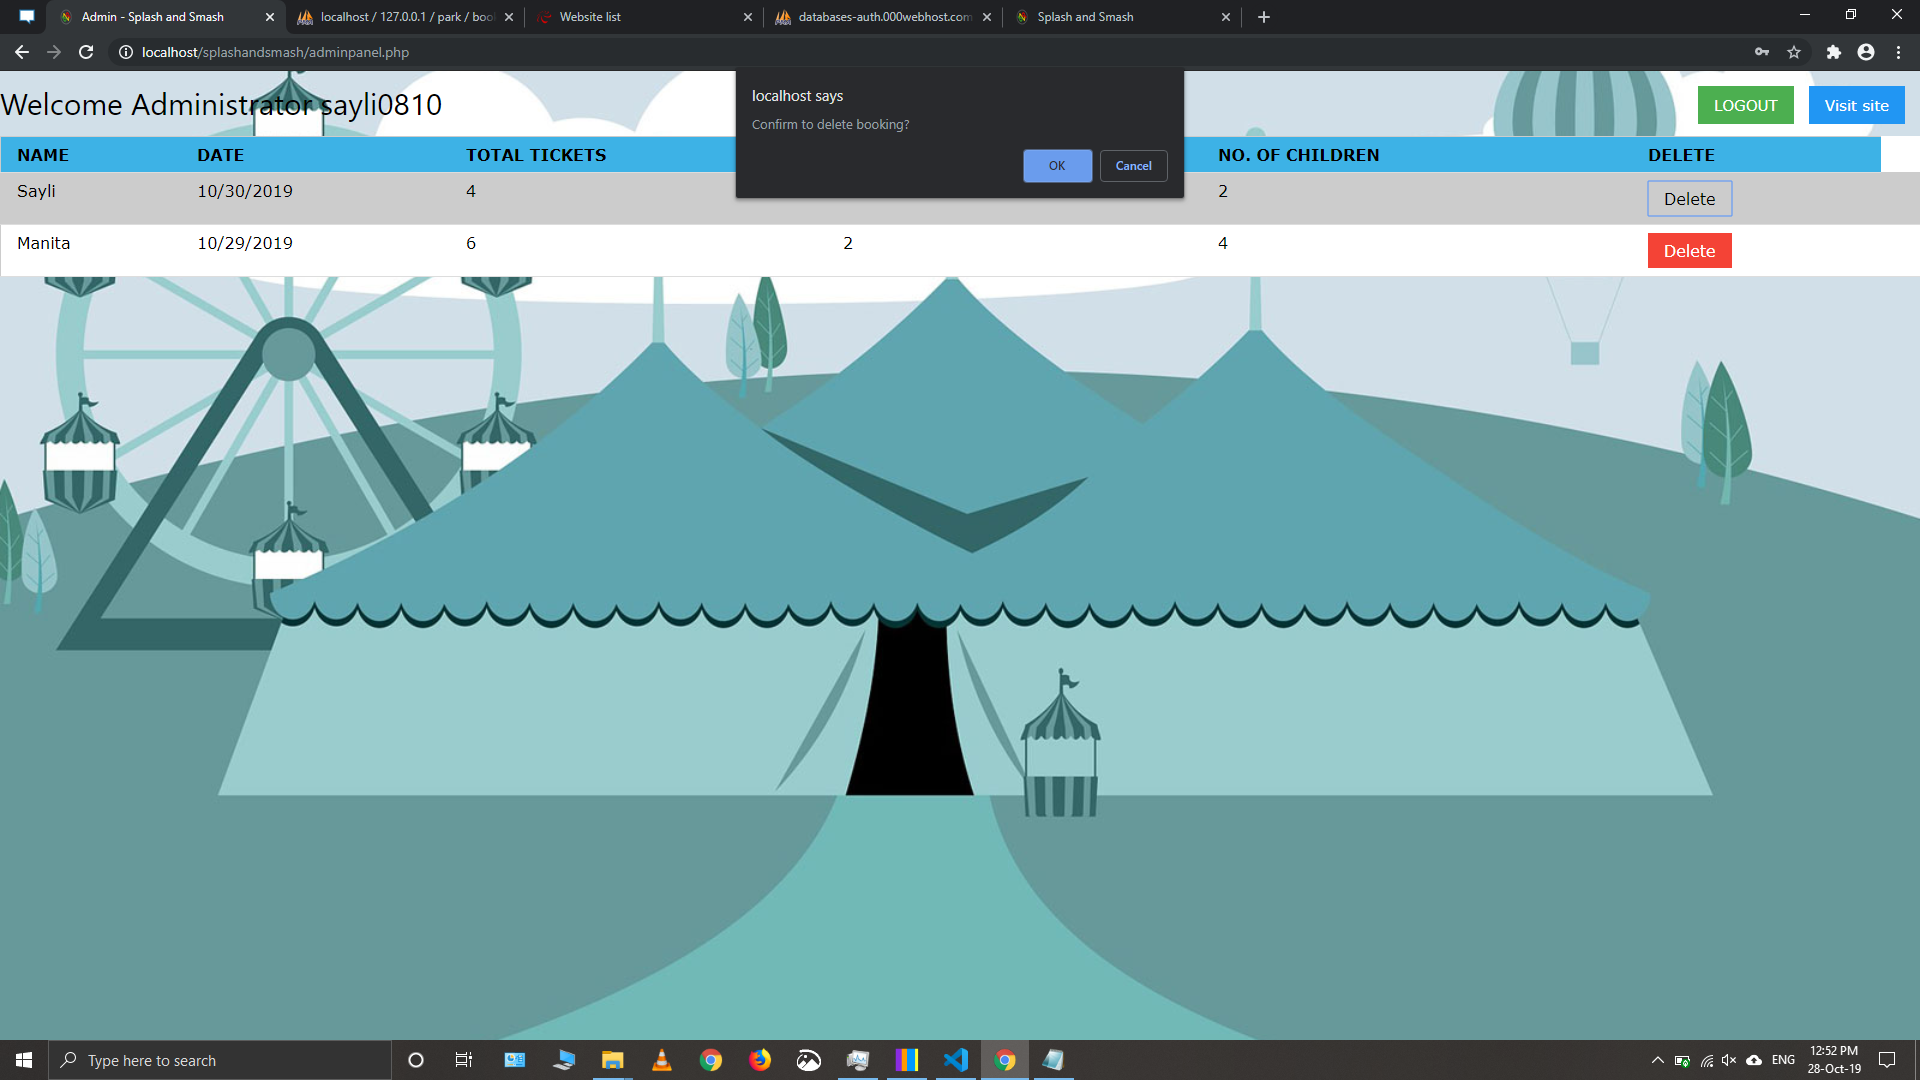 Admin - Splash and Smash
localhost / 127.0.0.1 / park / boo
Website list
databases-auth.000webhost.com
Splash and Smash
localhost/splashandsmash/adminpanel.php
Welcome Administrator sayli0810
localhost says
Confirm to delete booking?
OK
Cancel
LOGOUT
Visit site
NAME DATE TOTAL TICKETS NO. OF CHILDREN DELETE
Sayli 10/30/2019 4 2 Delete
Manita 10/29/2019 6 2 4 Delete
Type here to search
ENG
12:52 PM
28-Oct-19